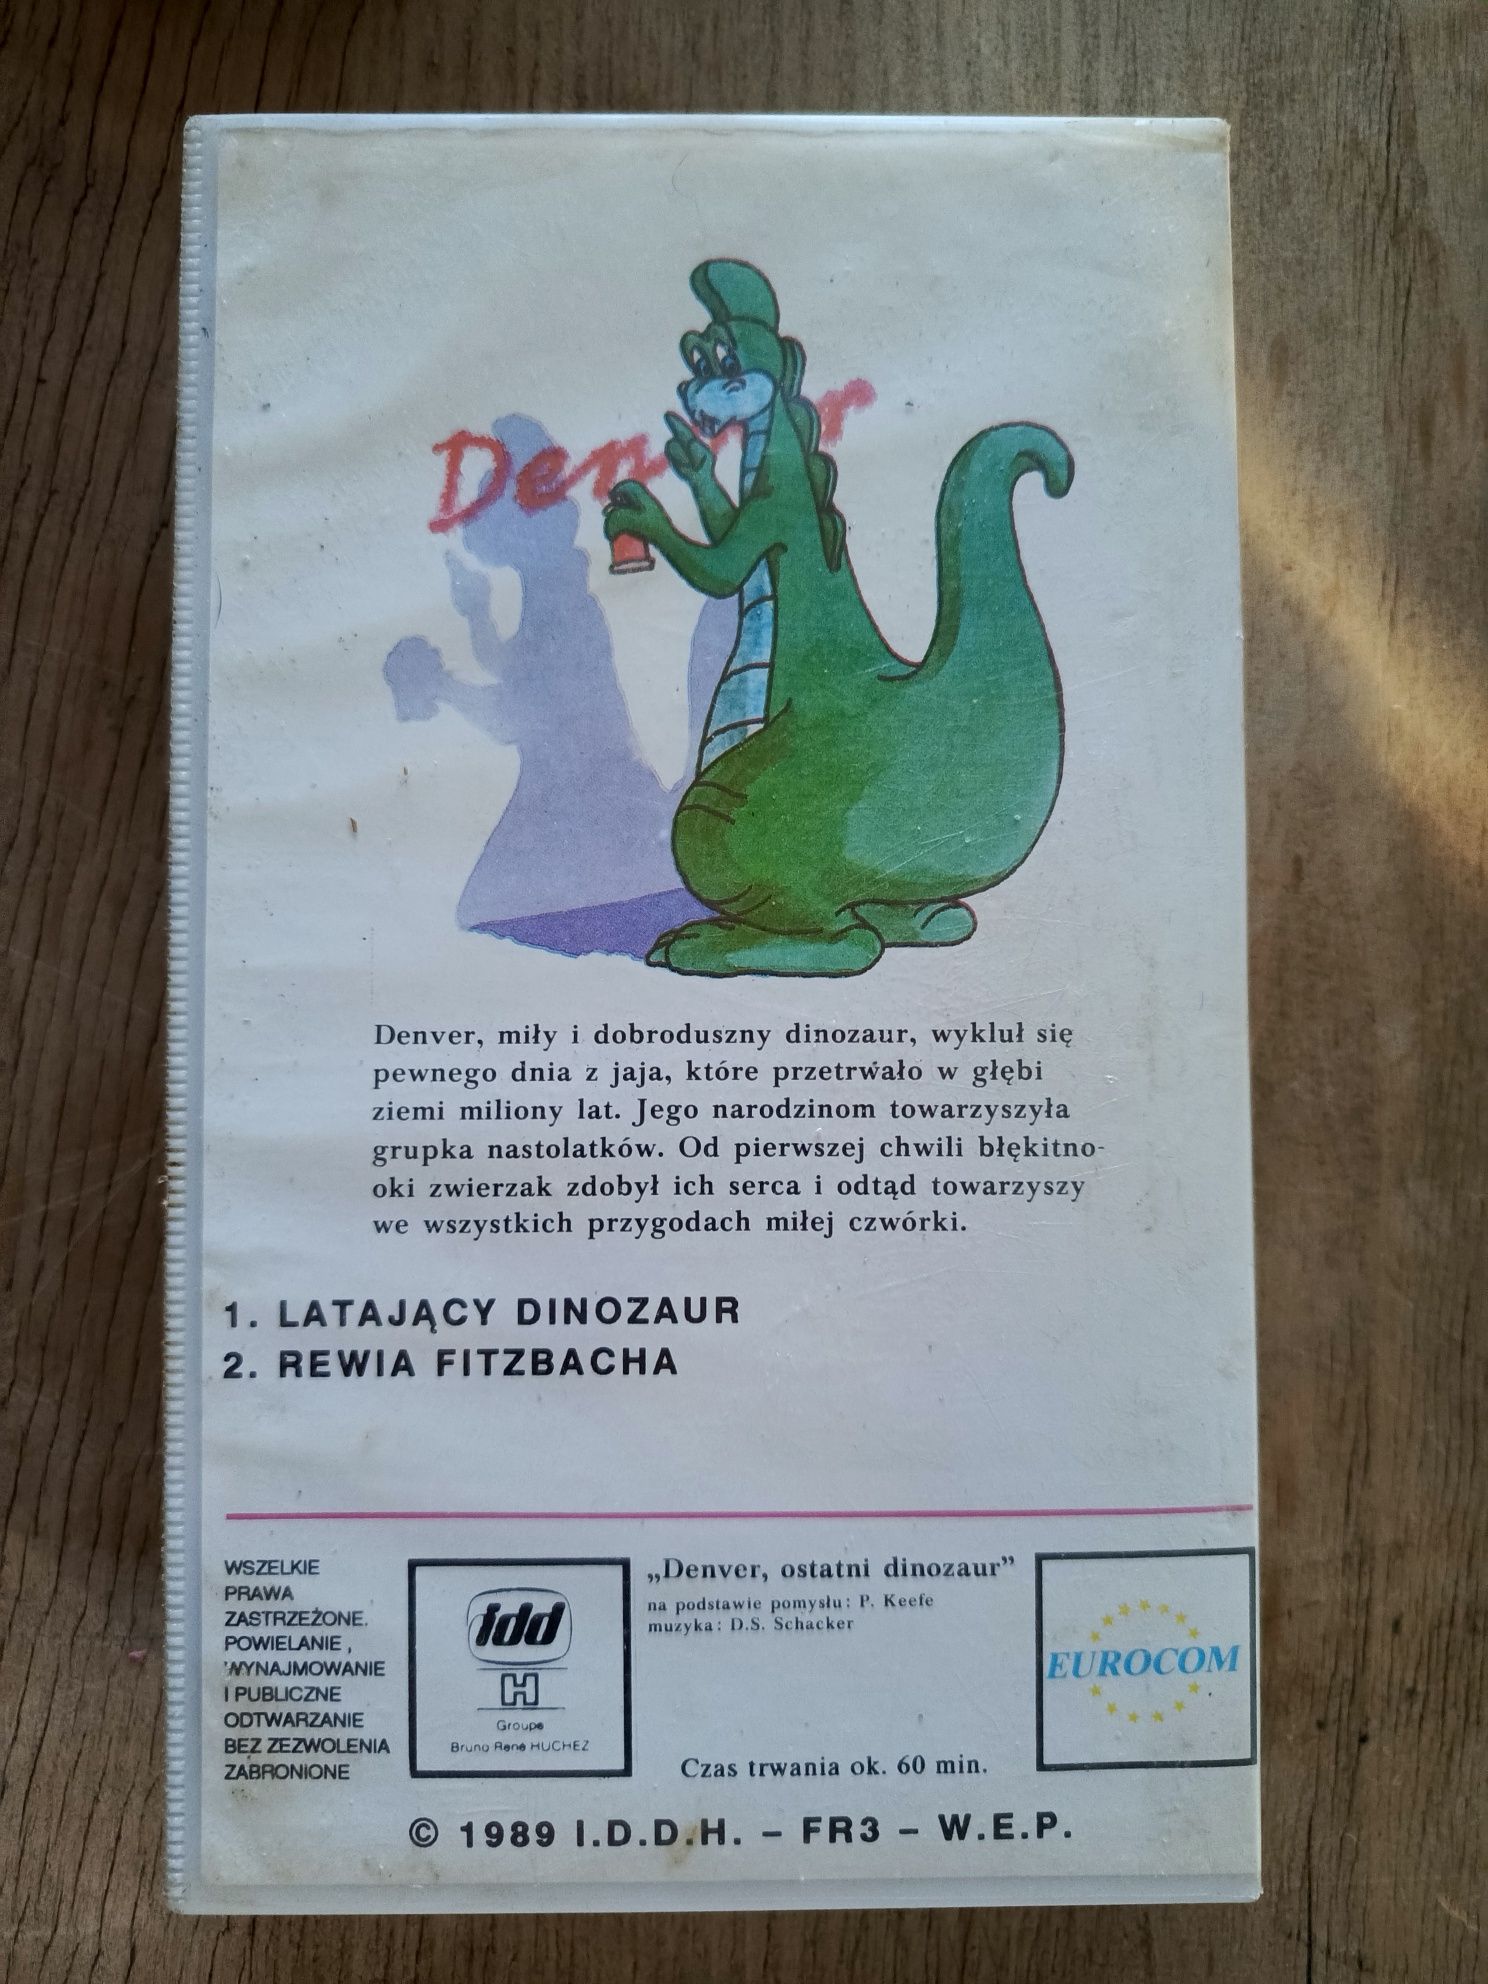 Denver
Denver, miły i dobroduszny dinozaur, wykluł się
pewnego dnia z jaja, które przetrwało w głębi
ziemi miliony lat. Jego narodzinom towarzyszyła
grupka nastolatków. Od pierwszej chwili błękitno-
oki zwierzak zdobył ich serca i odtąd towarzyszy
we wszystkich przygodach miłej czwórki.
1. LATAJĄCY DINOZAUR
2. REWIA FITZBACHA
WSZELKIE
PRAWA
ZASTRZEŻONE.
POWIELANIE,
WYNAJMOWANIE
I PUBLICZNE
ODTWARZANIE
BEZ ZEZWOLENIA
ZABRONIONE
idd
H
Groupe
Bruno René HUCHEZ
„Denver, ostatni dinozaur”
na podstawie pomysłu: P. Keefe
muzyka: D.S. Schacker
Czas trwania ok. 60 min.
EUROCOM
© 1989 I.D.D.H. – FR3 – W.E.P.